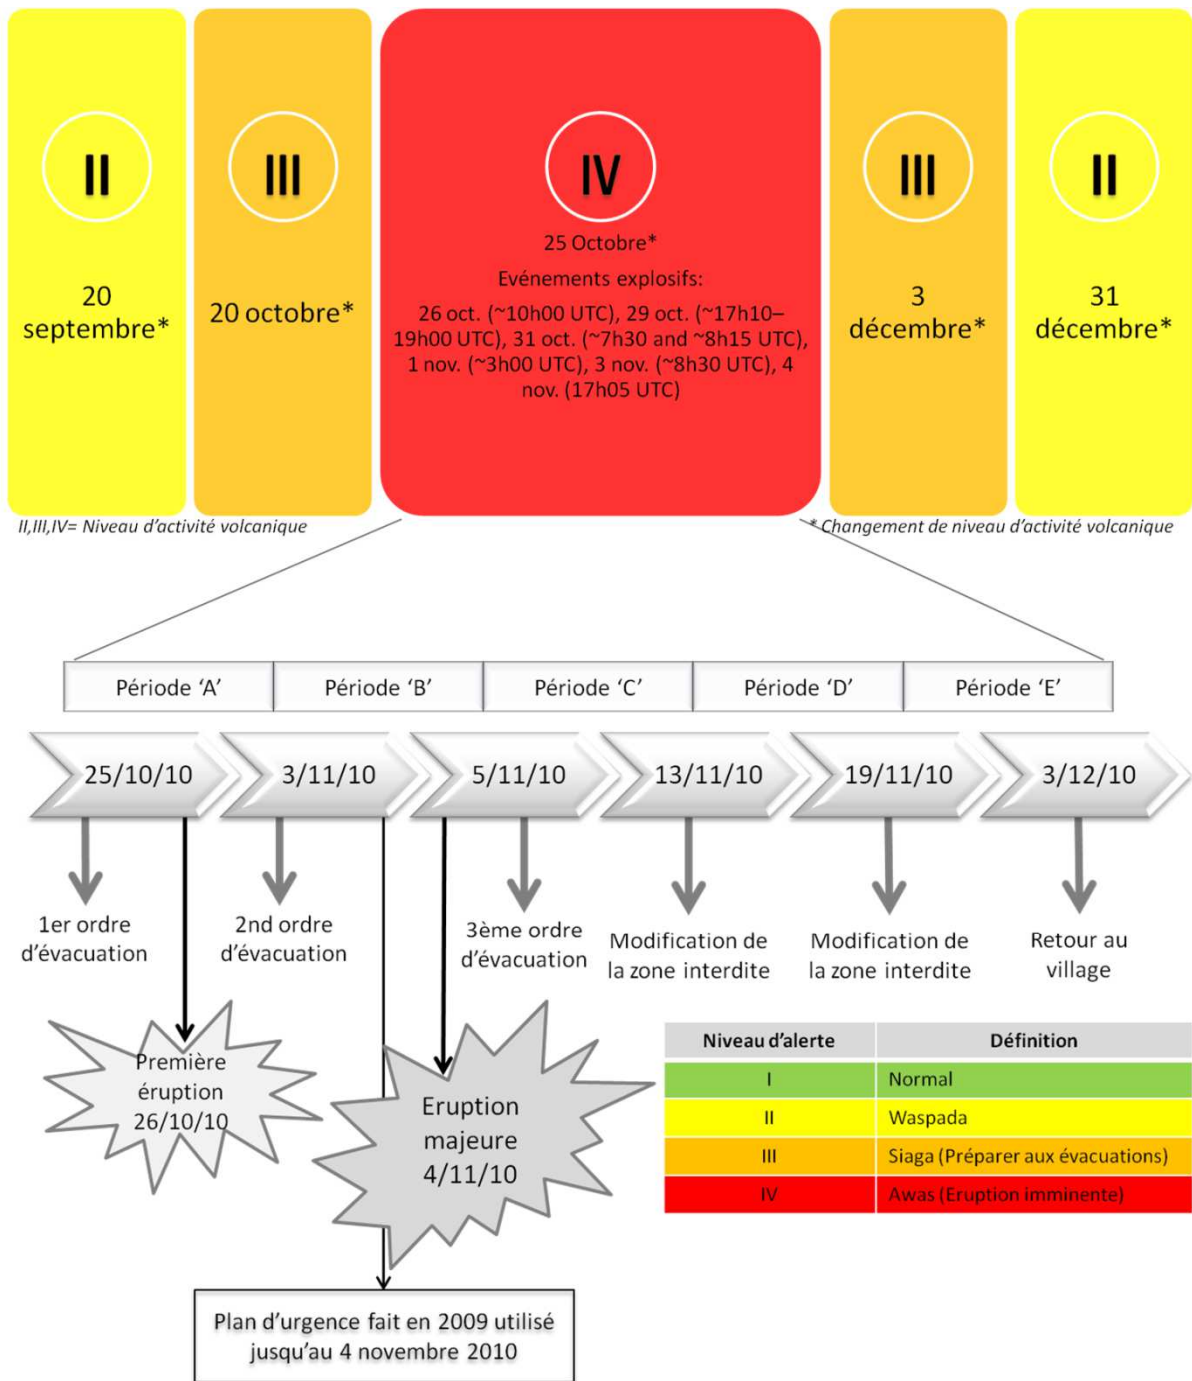 II
20
septembre*
III
20 octobre*
IV
25 Octobre*
Evénements explosifs:
26 oct. (~10h00 UTC), 29 oct. (~17h10–
19h00 UTC), 31 oct. (~7h30 and ~8h15 UTC),
1 nov. (~3h00 UTC), 3 nov. (~8h30 UTC), 4
nov. (17h05 UTC)
III
3
décembre*
II
31
décembre*
II,III,IV= Niveau d'activité volcanique
* Changement de niveau d'activité volcanique
Période 'A'
Période 'B'
Période 'C'
Période 'D'
Période 'E'
25/10/10
3/11/10
5/11/10
13/11/10
19/11/10
3/12/10
1er ordre
d'évacuation
2nd ordre
d'évacuation
3ème ordre
d'évacuation
Modification de
la zone interdite
Modification de
la zone interdite
Retour au
village
Première
éruption
26/10/10
Eruption
majeure
4/11/10
Niveau d'alerte Définition
I Normal
II Waspada
III Siaga (Préparer aux évacuations)
IV Awas (Eruption imminente)
Plan d'urgence fait en 2009 utilisé
jusqu'au 4 novembre 2010